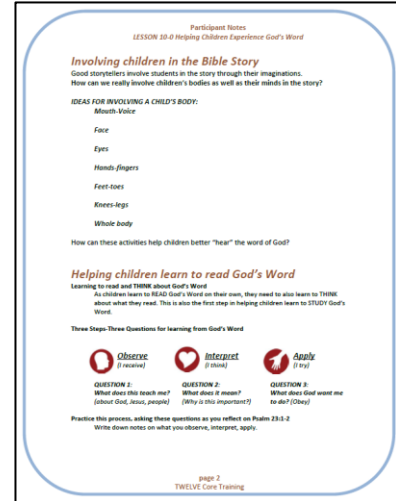 Participant Notes
LESSON 10-0 Helping Children Experience God's Word
Involving children in the Bible Story
Good storytellers involve students in the story through their imaginations.
How can we really involve children's bodies as well as their minds in the story?
IDEAS FOR INVOLVING A CHILD'S BODY:
Mouth-Voice
Face
Eyes
Hands-fingers
Feet-toes
Knees-legs
Whole body
How can these activities help children better "hear" the word of God?
Helping children learn to read God's Word
Learning to read and THINK about God's Word
As children learn to READ God's Word on their own, they need to also learn to THINK
about what they read. This is also the first step in helping children learn to STUDY God's
Word.
Three Steps-Three Questions for learning from God's Word
Observe Interpret Apply
(I receive) (I think) (I try)
QUESTION 1: QUESTION 2: QUESTION 3:
What does this teach me? What does it mean? What does God want me
(about God, Jesus, people) (Why is this important?) to do? (Obey)
Practice this process, asking these questions as you reflect on Psalm 23:1-2
Write down notes on what you observe, interpret, apply.
page 2
TWELVE Core Training